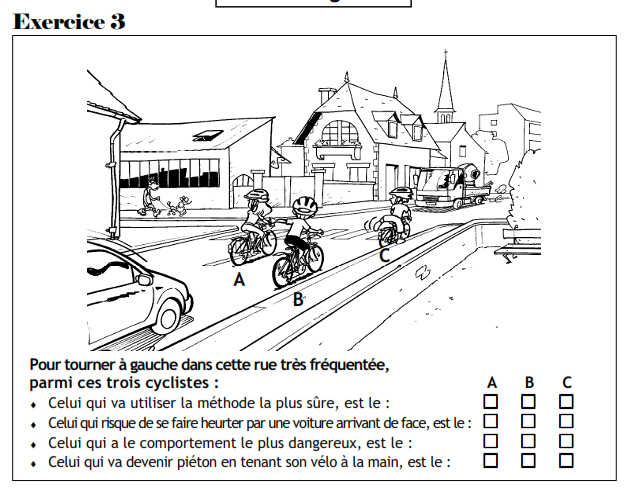 Exercice 3
A
B
C
Pour tourner à gauche dans cette rue très fréquentée,
parmi ces trois cyclistes : A B C
♦ Celui qui va utiliser la méthode la plus sûre, est le : ☐ ☐ ☐
♦ Celui qui risque de se faire heurter par une voiture arrivant de face, est le : ☐ ☐ ☐
♦ Celui qui a le comportement le plus dangereux, est le : ☐ ☐ ☐
♦ Celui qui va devenir piéton en tenant son vélo à la main, est le : ☐ ☐ ☐